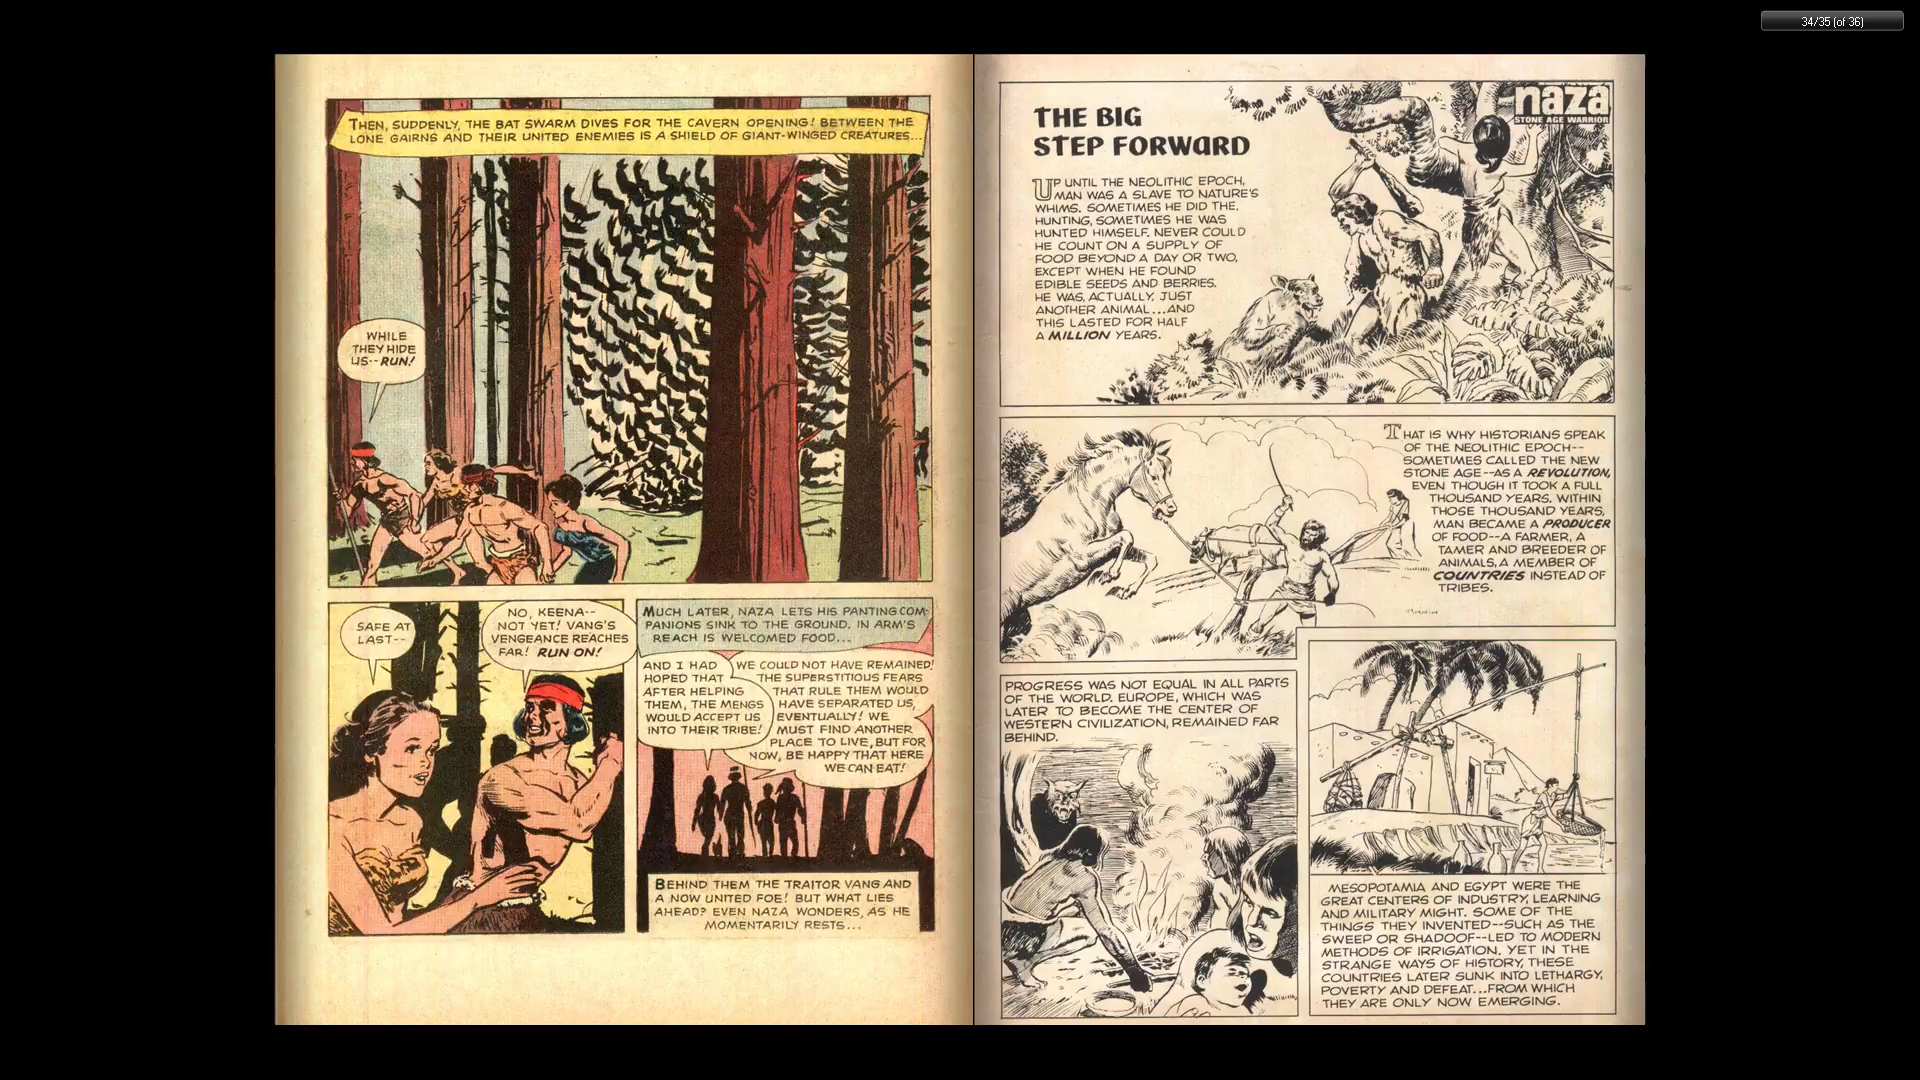 34/35 (of 36)
THEN, SUDDENLY, THE BAT SWARM DIVES FOR THE CAVERN OPENING! BETWEEN THE
LONE GAIRNS AND THEIR UNITED ENEMIES IS A SHIELD OF GIANT-WINGED CREATURES...
WHILE
THEY HIDE
US--RUN!
SAFE AT
LAST--
NO, KEENA--
NOT YET! VANG'S
VENGEANCE REACHES
FAR! RUN ON!
MUCH LATER, NAZA LETS HIS PANTING COM-
PANIONS SINK TO THE GROUND. IN ARM'S
REACH IS WELCOMED FOOD...
AND I HAD
HOPED THAT
AFTER HELPING
THEM, THE MENGS
WOULD ACCEPT US
INTO THEIR TRIBE!
WE COULD NOT HAVE REMAINED!
THE SUPERSTITIOUS FEARS
THAT RULE THEM WOULD
HAVE SEPARATED US,
EVENTUALLY! WE
MUST FIND ANOTHER
PLACE TO LIVE, BUT FOR
NOW, BE HAPPY THAT HERE
WE CAN EAT!
BEHIND THEM THE TRAITOR VANG AND
A NOW UNITED FOE! BUT WHAT LIES
AHEAD? EVEN NAZA WONDERS, AS HE
MOMENTARILY RESTS...
naza
STONE AGE WARRIOR
THE BIG
STEP FORWARD
UP UNTIL THE NEOLITHIC EPOCH,
MAN WAS A SLAVE TO NATURE'S
WHIMS. SOMETIMES HE DID THE
HUNTING, SOMETIMES HE WAS
HUNTED HIMSELF. NEVER COULD
HE COUNT ON A SUPPLY OF
FOOD BEYOND A DAY OR TWO,
EXCEPT WHEN HE FOUND
EDIBLE SEEDS AND BERRIES.
HE WAS, ACTUALLY, JUST
ANOTHER ANIMAL...AND
THIS LASTED FOR HALF
A MILLION YEARS.
THAT IS WHY HISTORIANS SPEAK
OF THE NEOLITHIC EPOCH--
SOMETIMES CALLED THE NEW
STONE AGE--AS A REVOLUTION,
EVEN THOUGH IT TOOK A FULL
THOUSAND YEARS. WITHIN
THOSE THOUSAND YEARS,
MAN BECAME A PRODUCER
OF FOOD--A FARMER, A
TAMER AND BREEDER OF
ANIMALS, A MEMBER OF
COUNTRIES INSTEAD OF
TRIBES.
PROGRESS WAS NOT EQUAL IN ALL PARTS
OF THE WORLD. EUROPE, WHICH WAS
LATER TO BECOME THE CENTER OF
WESTERN CIVILIZATION, REMAINED FAR
BEHIND.
MESOPOTAMIA AND EGYPT WERE THE
GREAT CENTERS OF INDUSTRY, LEARNING
AND MILITARY MIGHT. SOME OF THE
THINGS THEY INVENTED--SUCH AS THE
SWEEP OR SHADOOF--LED TO MODERN
METHODS OF IRRIGATION. YET IN THE
STRANGE WAYS OF HISTORY, THESE
COUNTRIES LATER SUNK INTO LETHARGY,
POVERTY AND DEFEAT...FROM WHICH
THEY ARE ONLY NOW EMERGING.